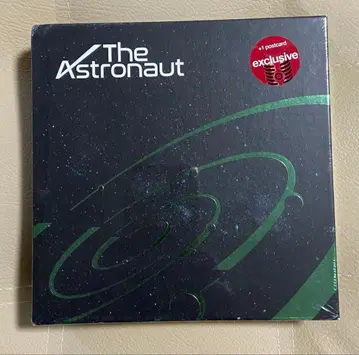 The
Astronaut
+1 postcard
exclusive